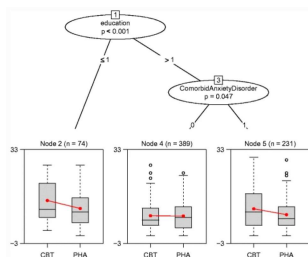 1
education
p < 0.001
≤ 1
> 1
3
ComorbidAnxietyDisorder
p = 0.047
0
1
Node 2 (n = 74)
Node 4 (n = 389)
Node 5 (n = 231)
33
33
33
−3
−3
−3
CBT PHA
CBT PHA
CBT PHA